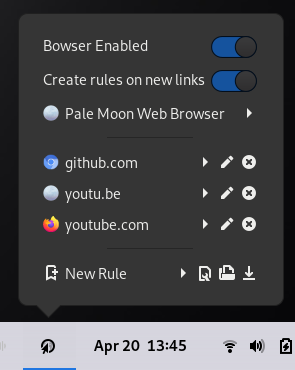 Bowser Enabled
Create rules on new links
Pale Moon Web Browser
github.com
youtu.be
youtube.com
New Rule
Apr 20 13:45